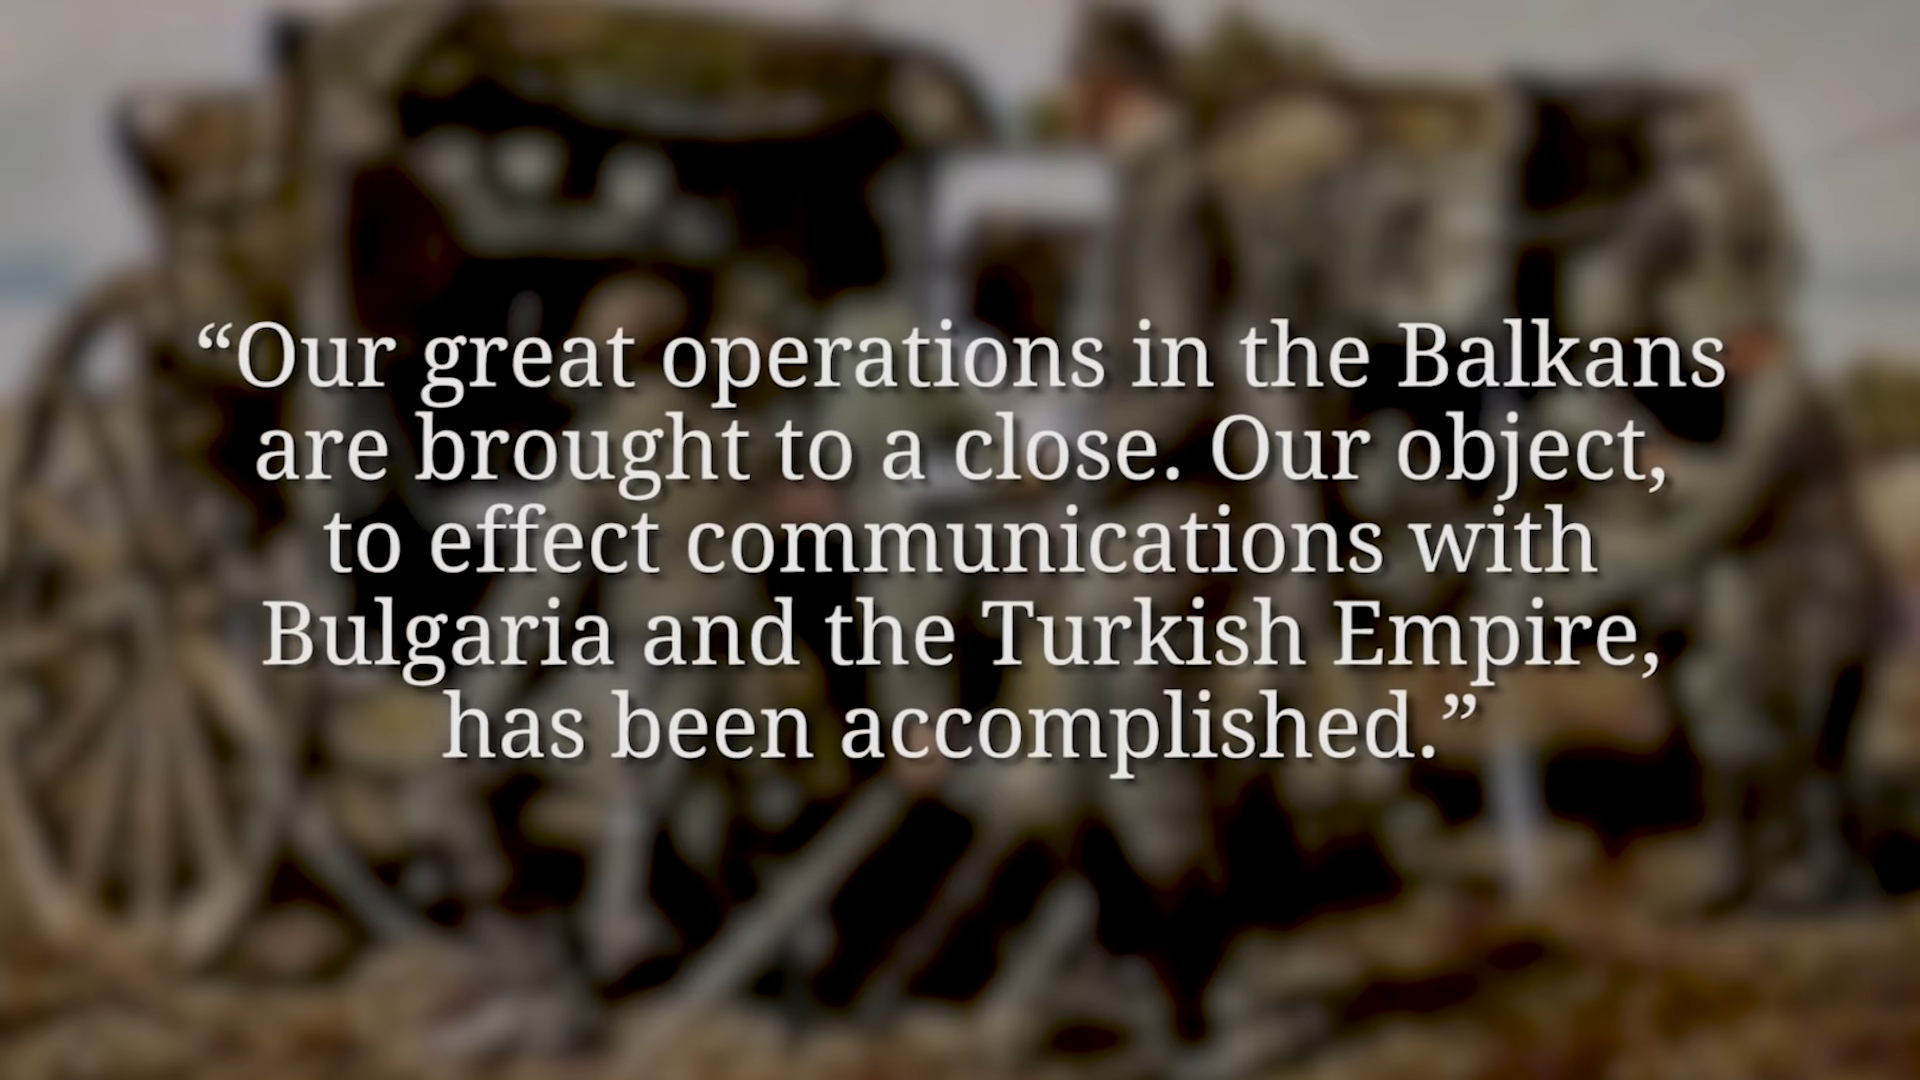 “Our great operations in the Balkans
are brought to a close. Our object,
to effect communications with
Bulgaria and the Turkish Empire,
has been accomplished.”